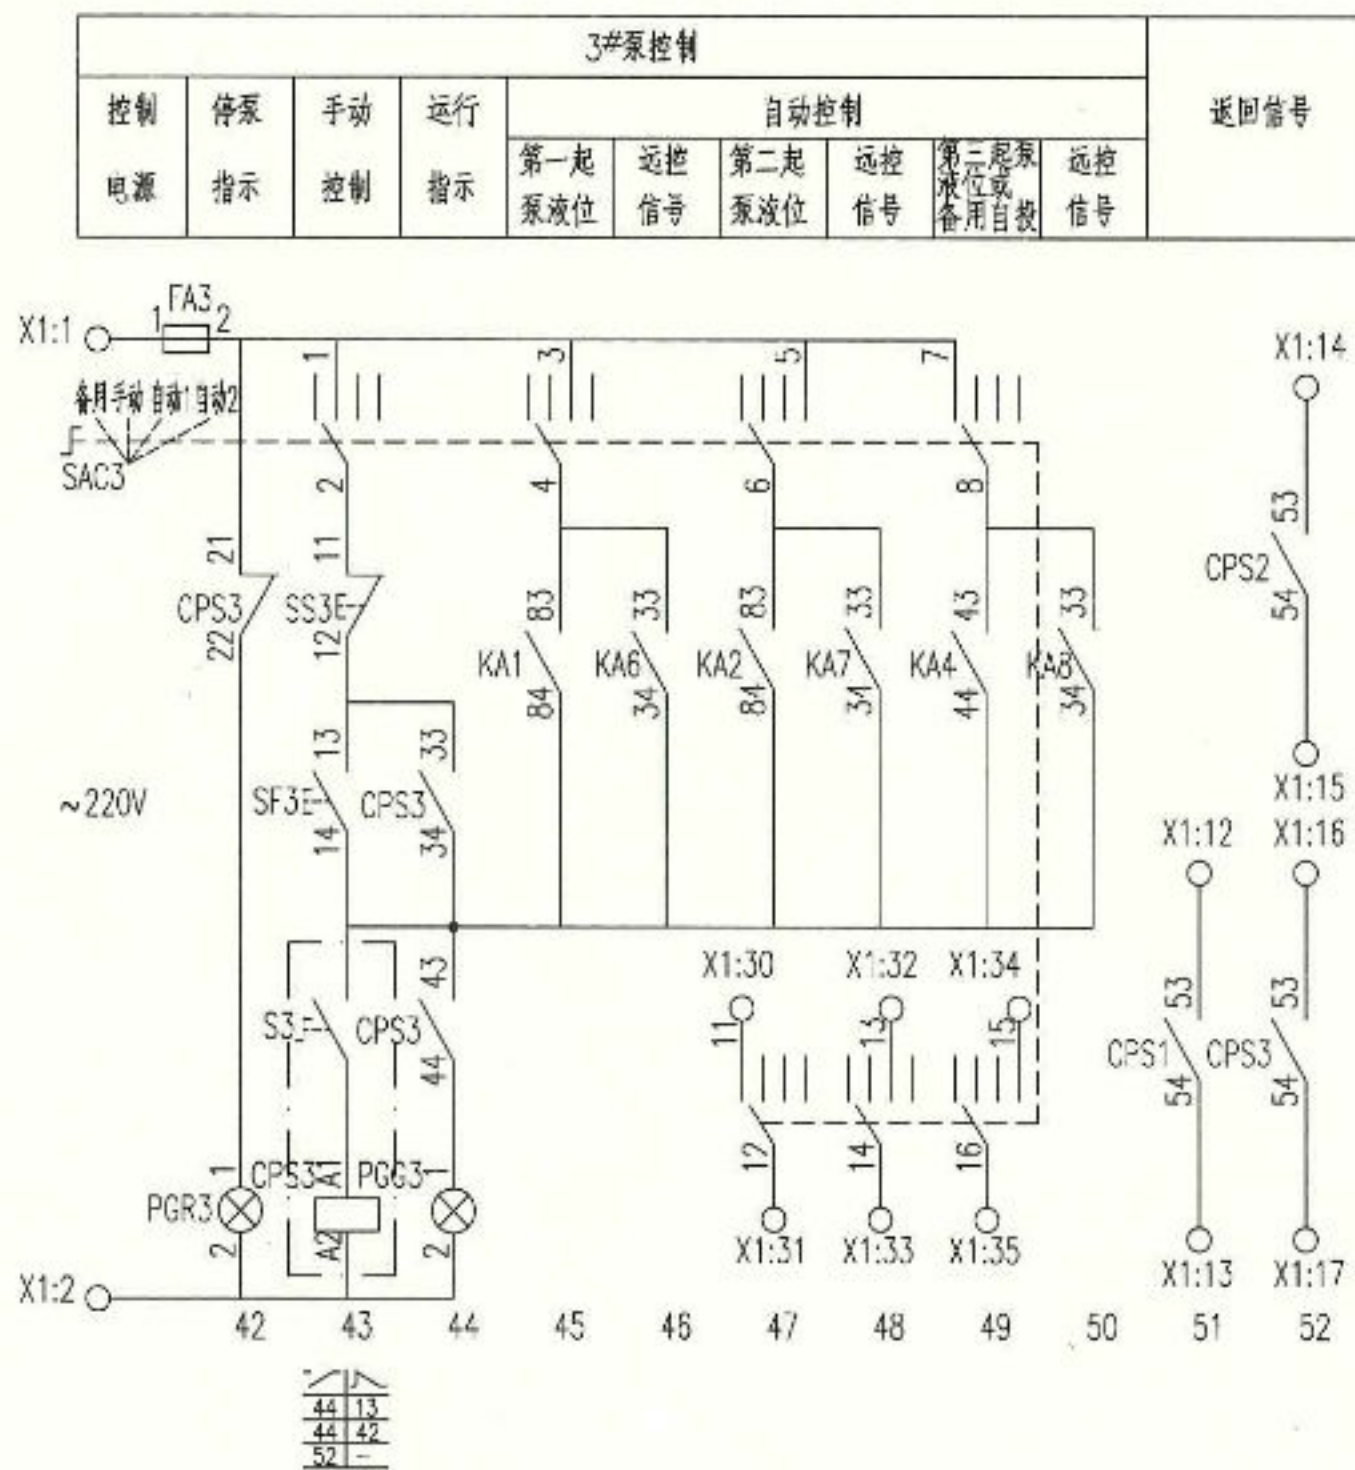 3#泵控制
控制
电源
停泵
指示
手动
控制
运行
指示
自动控制
第一起
泵液位
远控
信号
第二起
泵液位
远控
信号
第三起泵
液位或
备用自投
远控
信号
返回信号
X1:1
1 FA3 2
1
3
5
7
X1:14
备用 手动 自动1 自动2
SAC3
2
4
6
8
21
CPS3
22
11
SS3E
12
83
KA1
84
33
KA6
34
83
KA2
84
33
KA7
34
43
KA4
44
33
KA8
34
53
CPS2
54
X1:15
~220V
13
SF3E
14
33
CPS3
34
X1:12
X1:16
S3
43
CPS3
44
X1:30
X1:32
X1:34
11
13
15
12
14
16
X1:31
X1:33
X1:35
53
CPS1
54
53
CPS3
54
X1:13
X1:17
1
PGR3
2
CPS3
A1
A2
PGG3
1
2
X1:2
42 43 44 45 46 47 48 49 50 51 52
44 13
44 42
52 -